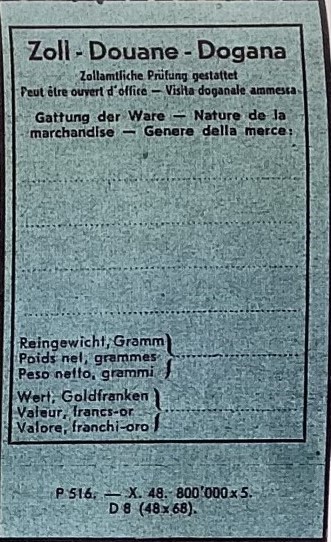 Zoll - Douane - Dogana
Zollamtliche Prüfung gestattet
Peut être ouvert d'office — Visita doganale ammessa
Gattung der Ware — Nature de la
marchandise — Genere della merce:
Reingewicht, Gramm
Poids net, grammes
Peso netto, grammi
Wert, Goldfranken
Valeur, francs-or
Valore, franchi-oro
P 516. — X. 48. 800'000 x 5.
D 8 (48 x 68).